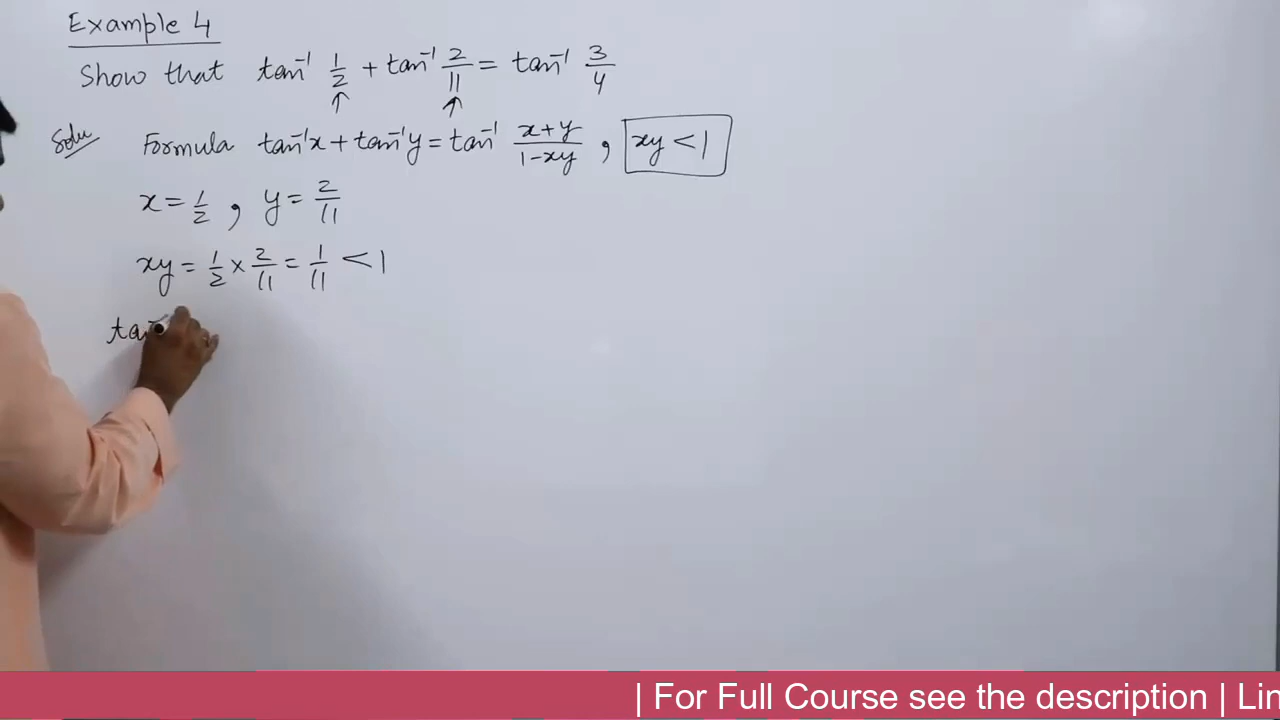 Example 4
Show that tan⁻¹ 1/2 + tan⁻¹ 2/11 = tan⁻¹ 3/4
Solu Formula tan⁻¹x + tan⁻¹y = tan⁻¹ x+y/1-xy , xy < 1
x = 1/2 , y = 2/11
xy = 1/2 × 2/11 = 1/11 < 1
| For Full Course see the description |